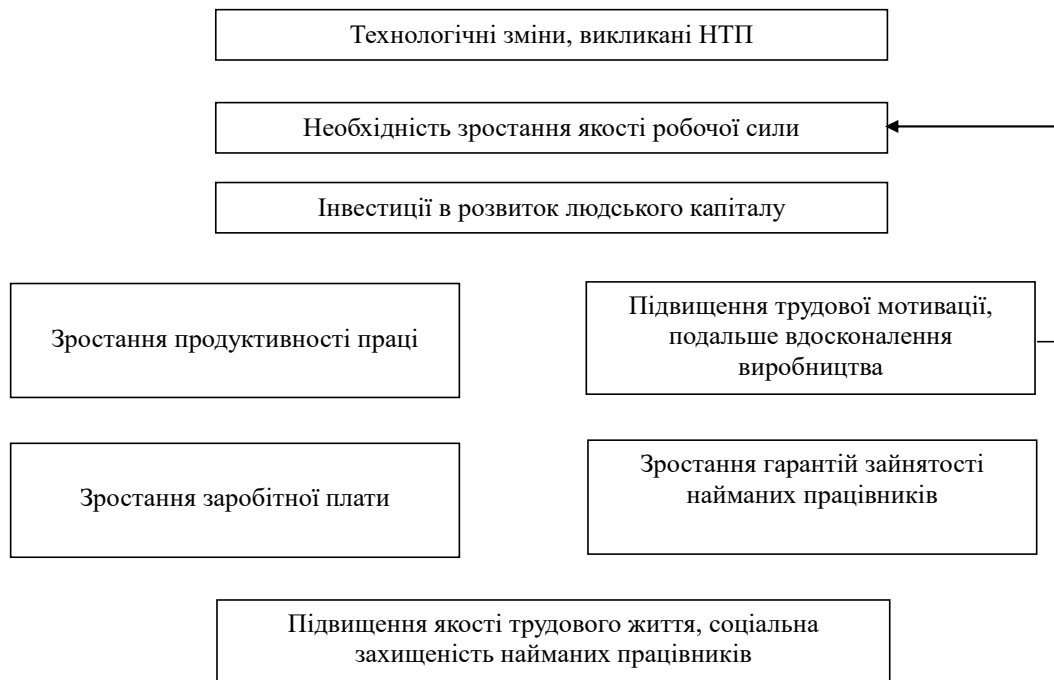 Технологічні зміни, викликані НТП
Необхідність зростання якості робочої сили
Інвестиції в розвиток людського капіталу
Зростання продуктивності праці
Підвищення трудової мотивації,
подальше вдосконалення
виробництва
Зростання заробітної плати
Зростання гарантій зайнятості
найманих працівників
Підвищення якості трудового життя, соціальна
захищеність найманих працівників